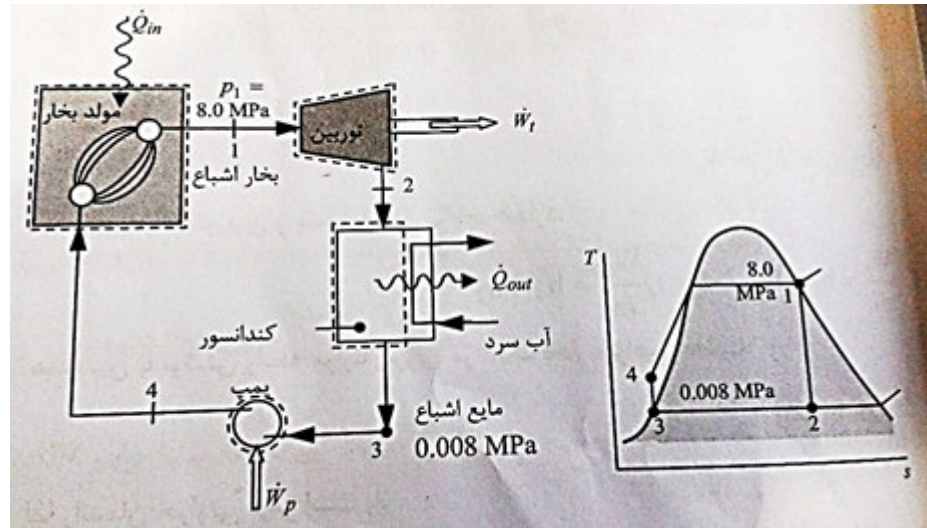 Q̇in
مولد بخار
p₁ =
8.0 MPa
1
بخار اشباع
توربین
Ẇt
2
Q̇out
کندانسور
آب سرد
4
پمپ
Ẇp
3
مایع اشباع
0.008 MPa
T
8.0
MPa 1
4
0.008 MPa
3
2
s